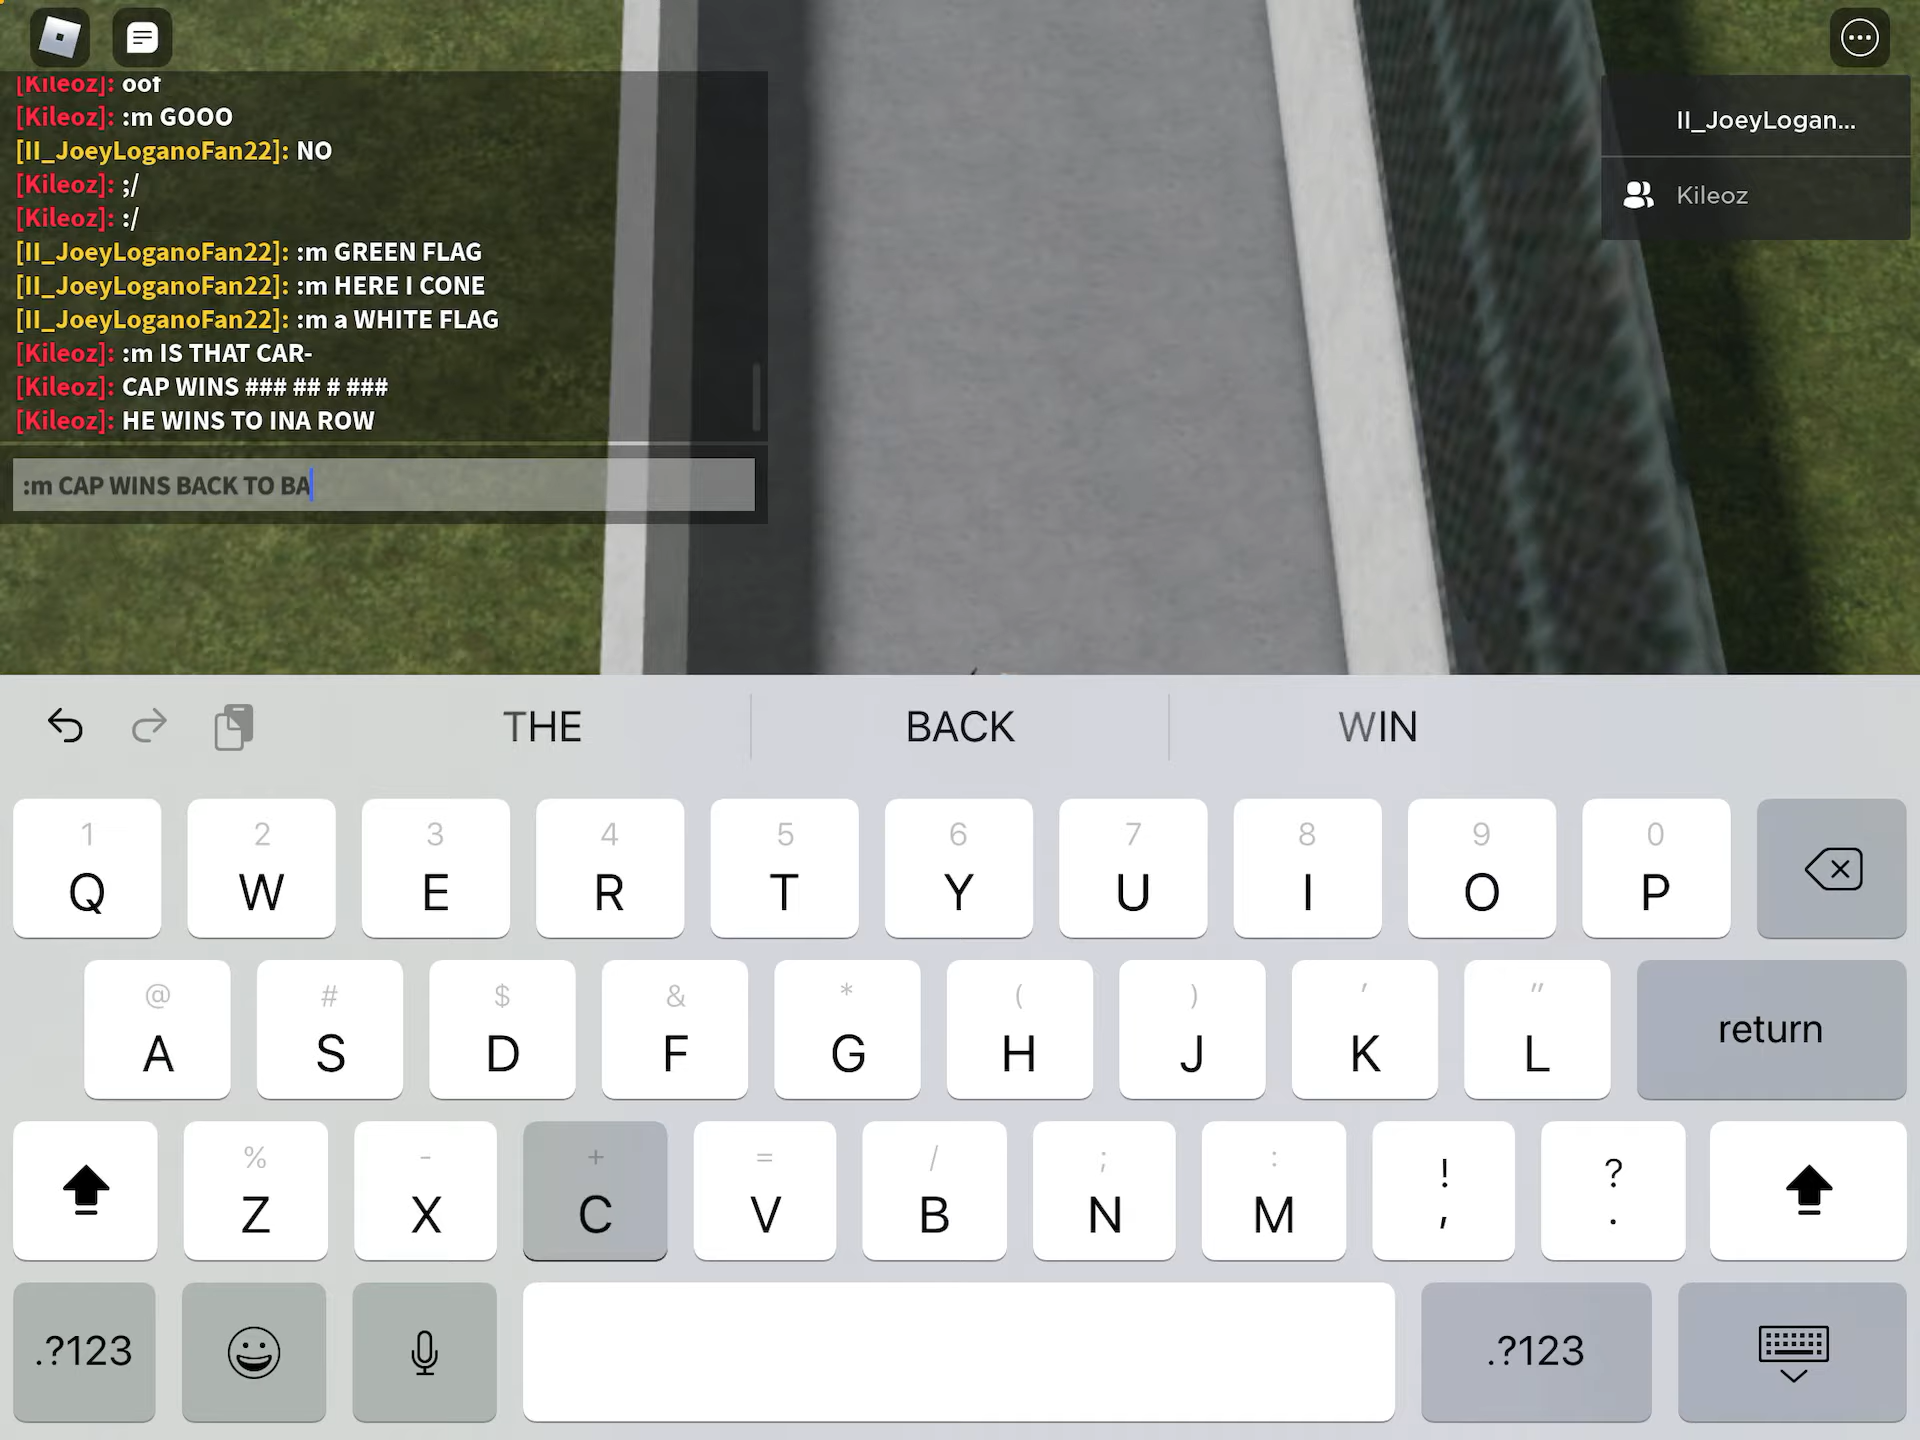 [Kileoz]: oof
[Kileoz]: :m GOOO
[II_JoeyLoganoFan22]: NO
[Kileoz]: ;/
[Kileoz]: :/
[II_JoeyLoganoFan22]: :m GREEN FLAG
[II_JoeyLoganoFan22]: :m HERE I CONE
[II_JoeyLoganoFan22]: :m a WHITE FLAG
[Kileoz]: :m IS THAT CAR-
[Kileoz]: CAP WINS ### ## # ###
[Kileoz]: HE WINS TO INA ROW
:m CAP WINS BACK TO BA
II_JoeyLogan...
Kileoz
THE BACK WIN
1 2 3 4 5 6 7 8 9 0
Q W E R T Y U I O P
@ # $ & * ( ) ' "
A S D F G H J K L return
% - + = / ; : ! ?
Z X C V B N M , .
.?123 .?123